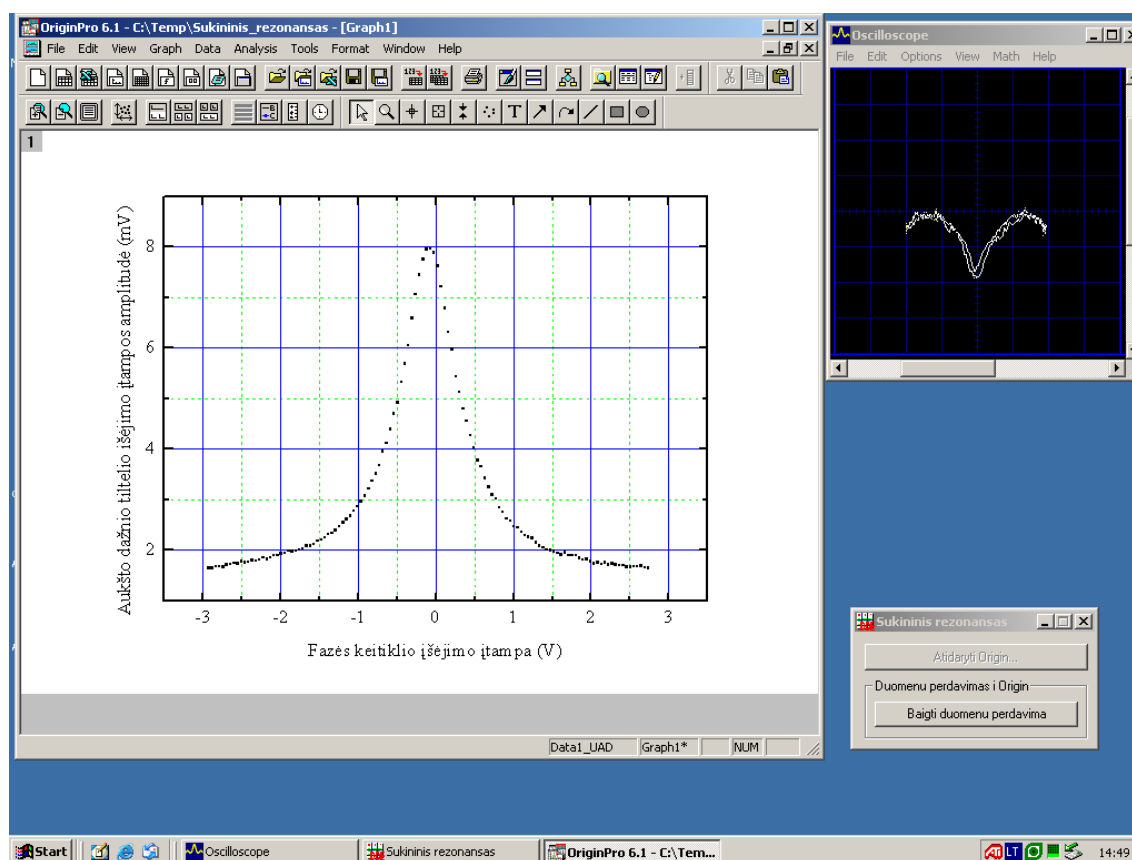 OriginPro 6.1 - C:\Temp\Sukininis_rezonansas - [Graph1]
File Edit View Graph Data Analysis Tools Format Window Help
1
Aukšto dažnio tiltelio išėjimo įtampos amplitudė (mV)
8
6
4
2
-3 -2 -1 0 1 2 3
Fazės keitiklio įšėjimo įtampa (V)
Data1_UAD Graph1* NUM
Oscilloscope
File Edit Options View Math Help
Sukininis rezonansas
Atidaryti Origin...
Duomenu perdavimas i Origin
Baigti duomenu perdavima
Start Oscilloscope Sukininis rezonansas OriginPro 6.1 - C:\Tem... LT 14:49